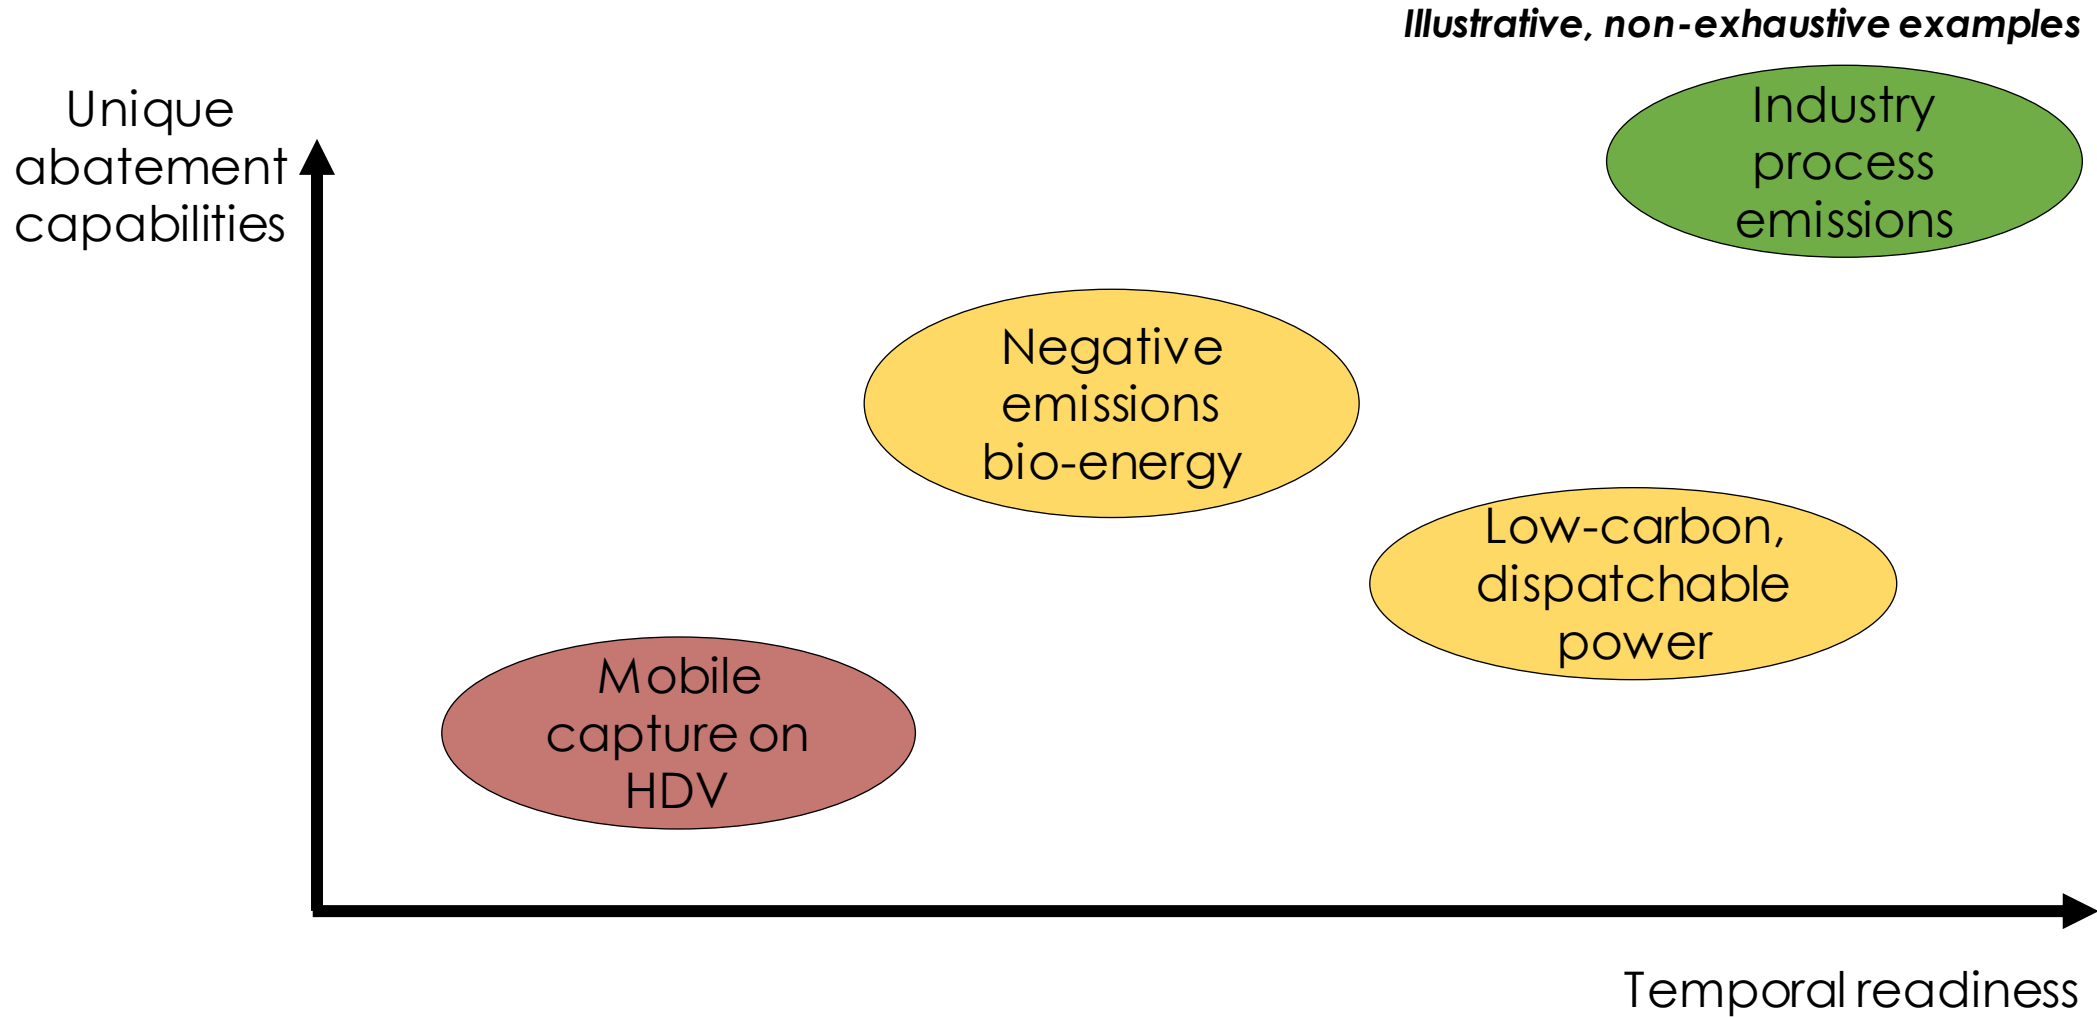 Illustrative, non-exhaustive examples
Unique
abatement
capabilities
Industry
process
emissions
Negative
emissions
bio-energy
Low-carbon,
dispatchable
power
Mobile
capture on
HDV
Temporal readiness